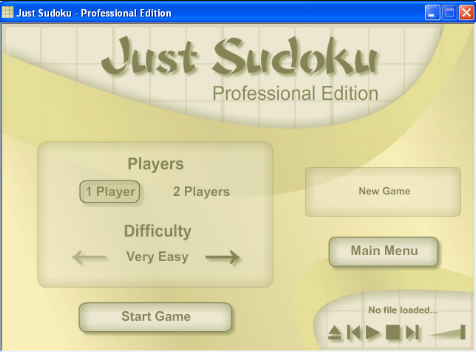 Just Sudoku - Professional Edition
Just Sudoku
Professional Edition
Players
1 Player 2 Players
Difficulty
Very Easy
Start Game
New Game
Main Menu
No file loaded...